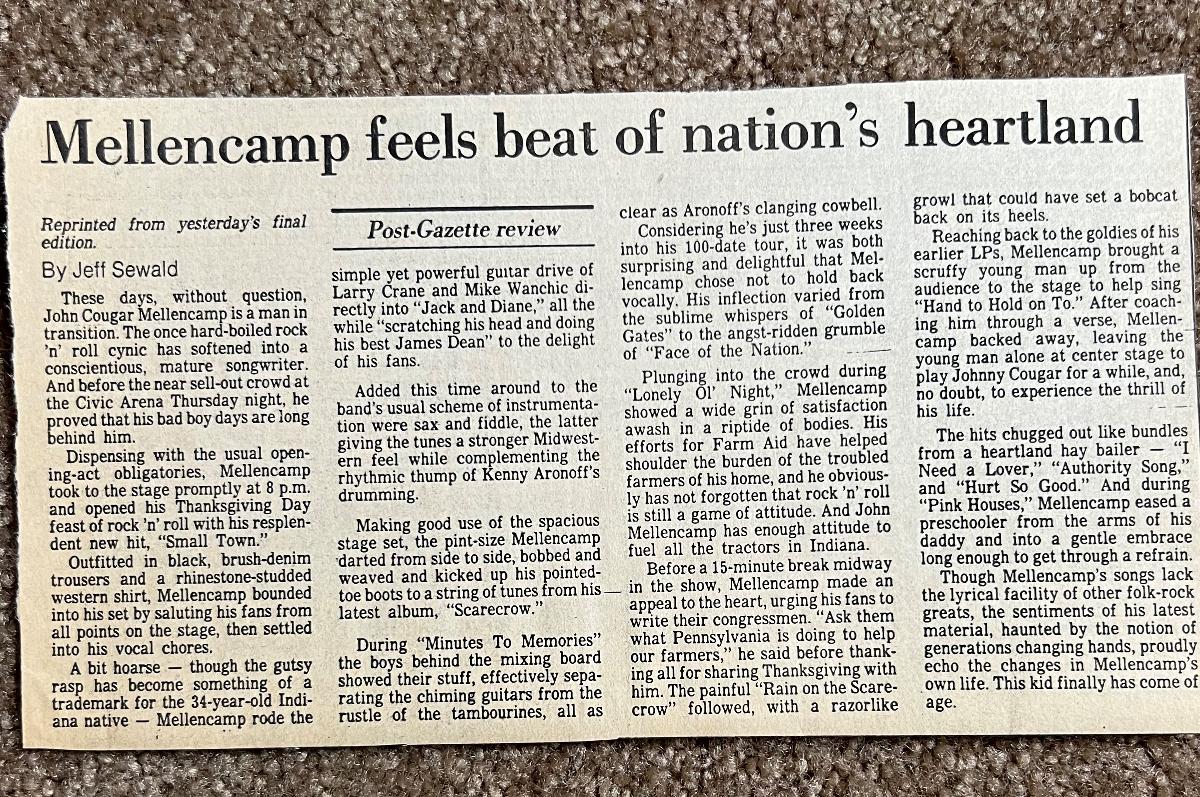 Mellencamp feels beat of nation's heartland
Reprinted from yesterday's final
edition.
By Jeff Sewald
These days, without question,
John Cougar Mellencamp is a man in
transition. The once hard-boiled rock
'n' roll cynic has softened into a
conscientious, mature songwriter.
And before the near sell-out crowd at
the Civic Arena Thursday night, he
proved that his bad boy days are long
behind him.
Dispensing with the usual open-
ing-act obligatories, Mellencamp
took to the stage promptly at 8 p.m.
and opened his Thanksgiving Day
feast of rock 'n' roll with his resplen-
dent new hit, "Small Town."
Outfitted in black, brush-denim
trousers and a rhinestone-studded
western shirt, Mellencamp bounded
into his set by saluting his fans from
all points on the stage, then settled
into his vocal chores.
A bit hoarse — though the gutsy
rasp has become something of a
trademark for the 34-year-old Indi-
ana native — Mellencamp rode the
Post-Gazette review
simple yet powerful guitar drive of
Larry Crane and Mike Wanchic di-
rectly into "Jack and Diane," all the
while "scratching his head and doing
his best James Dean" to the delight
of his fans.
Added this time around to the
band's usual scheme of instrumenta-
tion were sax and fiddle, the latter
giving the tunes a stronger Midwest-
ern feel while complementing the
rhythmic thump of Kenny Aronoff's
drumming.
Making good use of the spacious
stage set, the pint-size Mellencamp
darted from side to side, bobbed and
weaved and kicked up his pointed-
toe boots to a string of tunes from his
latest album, "Scarecrow."
During "Minutes To Memories"
the boys behind the mixing board
showed their stuff, effectively sepa-
rating the chiming guitars from the
rustle of the tambourines, all as
clear as Aronoff's clanging cowbell.
Considering he's just three weeks
into his 100-date tour, it was both
surprising and delightful that Mel-
lencamp chose not to hold back
vocally. His inflection varied from
the sublime whispers of "Golden
Gates" to the angst-ridden grumble
of "Face of the Nation."
Plunging into the crowd during
"Lonely Ol' Night," Mellencamp
showed a wide grin of satisfaction
awash in a riptide of bodies. His
efforts for Farm Aid have helped
shoulder the burden of the troubled
farmers of his home, and he obvious-
ly has not forgotten that rock 'n' roll
is still a game of attitude. And John
Mellencamp has enough attitude to
fuel all the tractors in Indiana.
Before a 15-minute break midway
in the show, Mellencamp made an
appeal to the heart, urging his fans to
write their congressmen. "Ask them
what Pennsylvania is doing to help
our farmers," he said before thank-
ing all for sharing Thanksgiving with
him. The painful "Rain on the Scare-
crow" followed, with a razorlike
growl that could have set a bobcat
back on its heels.
Reaching back to the goldies of his
earlier LPs, Mellencamp brought a
scruffy young man up from the
audience to the stage to help sing
"Hand to Hold on To." After coach-
ing him through a verse, Mellen-
camp backed away, leaving the
young man alone at center stage to
play Johnny Cougar for a while, and,
no doubt, to experience the thrill of
his life.
The hits chugged out like bundles
from a heartland hay bailer — "I
Need a Lover," "Authority Song,"
and "Hurt So Good." And during
"Pink Houses," Mellencamp eased a
preschooler from the arms of his
daddy and into a gentle embrace
long enough to get through a refrain.
Though Mellencamp's songs lack
the lyrical facility of other folk-rock
greats, the sentiments of his latest
material, haunted by the notion of
generations changing hands, proudly
echo the changes in Mellencamp's
own life. This kid finally has come of
age.